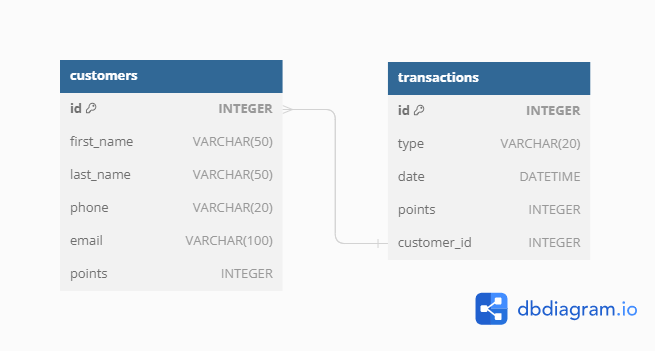 customers
id INTEGER
first_name VARCHAR(50)
last_name VARCHAR(50)
phone VARCHAR(20)
email VARCHAR(100)
points INTEGER
transactions
id INTEGER
type VARCHAR(20)
date DATETIME
points INTEGER
customer_id INTEGER
dbdiagram.io